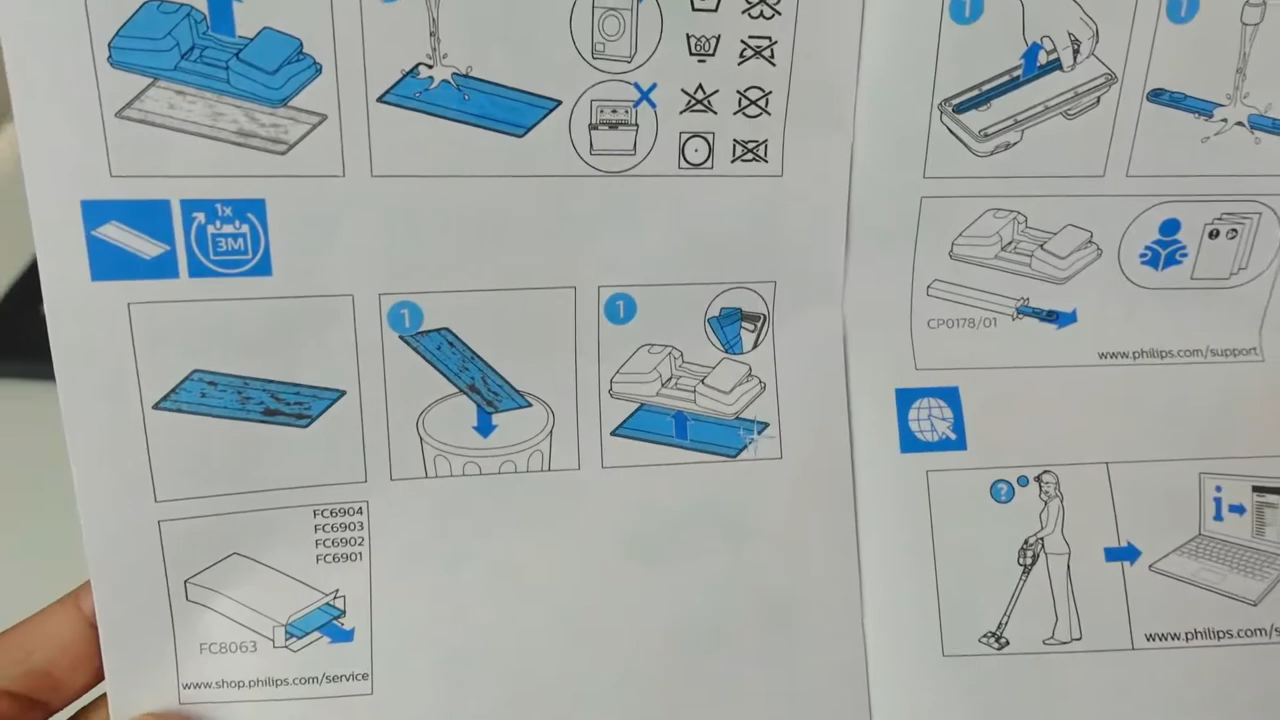 60
1x
3M
1
1
FC6904
FC6903
FC6902
FC6901
FC8063
www.shop.philips.com/service
1
1
CP0178/01
www.philips.com/support
?
i
www.philips.com/s